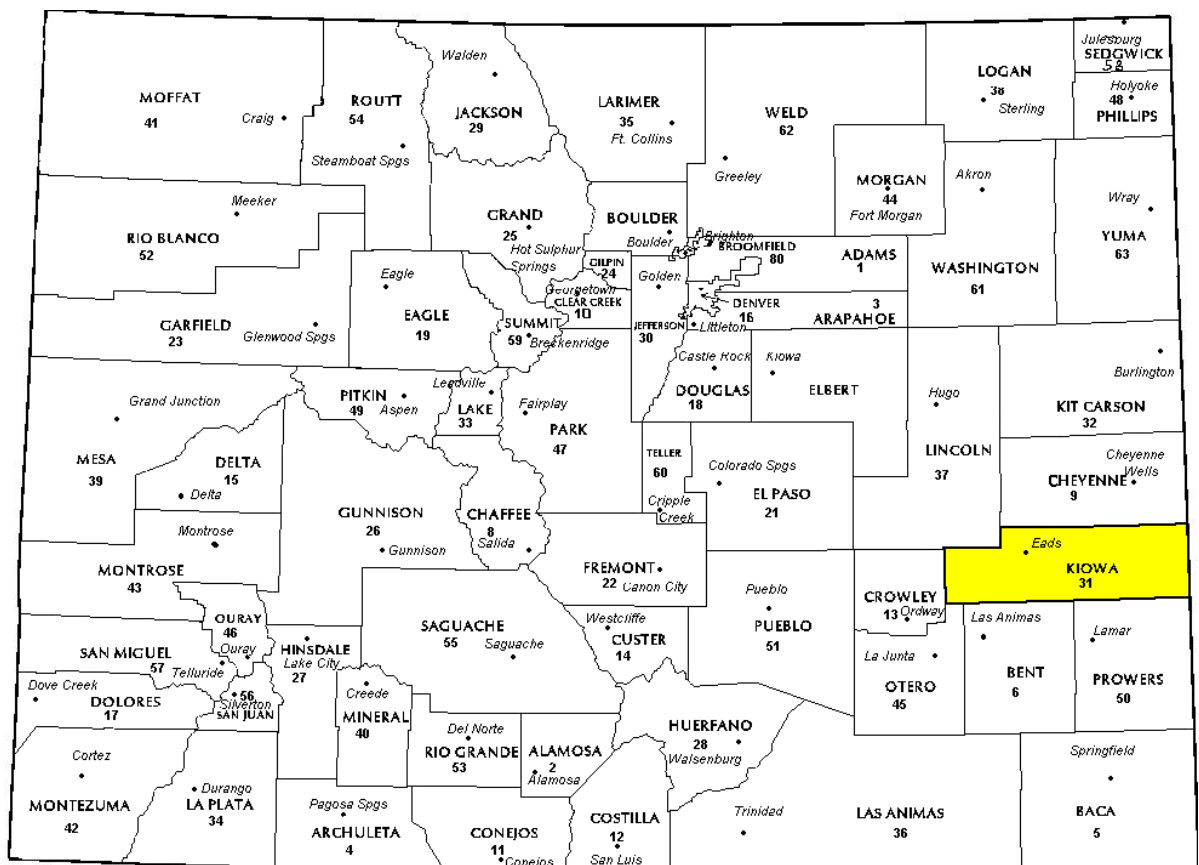 Julesburg
SEDGWICK
58
Walden
LOGAN
38
Sterling
Holyoke
48
PHILLIPS
MOFFAT
41
Craig
ROUTT
54
Steamboat Spgs
JACKSON
29
LARIMER
35
Ft. Collins
WELD
62
Greeley
MORGAN
44
Fort Morgan
Akron
WASHINGTON
61
Wray
YUMA
63
Meeker
RIO BLANCO
52
GRAND
25
Hot Sulphur
Springs
BOULDER
Boulder
Brighton
BROOMFIELD
80
ADAMS
1
GILPIN
24
Golden
Georgetown
CLEAR CREEK
10
JEFFERSON
30
DENVER
16
Littleton
3
ARAPAHOE
Eagle
EAGLE
19
SUMMIT
59
Breckenridge
GARFIELD
23
Glenwood Spgs
Castle Rock
DOUGLAS
18
Kiowa
ELBERT
Hugo
LINCOLN
37
Burlington
KIT CARSON
32
PITKIN
49
Aspen
Leadville
LAKE
33
Fairplay
PARK
47
Grand Junction
MESA
39
DELTA
15
Delta
TELLER
60
Cripple
Creek
Colorado Spgs
EL PASO
21
Cheyenne
Wells
CHEYENNE
9
GUNNISON
26
Gunnison
CHAFFEE
8
Salida
Montrose
MONTROSE
43
FREMONT
22
Canon City
Pueblo
PUEBLO
51
CROWLEY
13
Ordway
Eads
KIOWA
31
OURAY
46
Ouray
HINSDALE
Lake City
27
SAGUACHE
55
Saguache
Westcliffe
CUSTER
14
La Junta
OTERO
45
Las Animas
BENT
6
Lamar
PROWERS
50
SAN MIGUEL
57
Telluride
Dove Creek
DOLORES
17
56
Silverton
SAN JUAN
Creede
MINERAL
40
Del Norte
RIO GRANDE
53
ALAMOSA
2
Alamosa
HUERFANO
28
Walsenburg
Cortez
MONTEZUMA
42
Durango
LA PLATA
34
Pagosa Spgs
ARCHULETA
4
CONEJOS
11
Conejos
COSTILLA
12
San Luis
Trinidad
LAS ANIMAS
36
Springfield
BACA
5